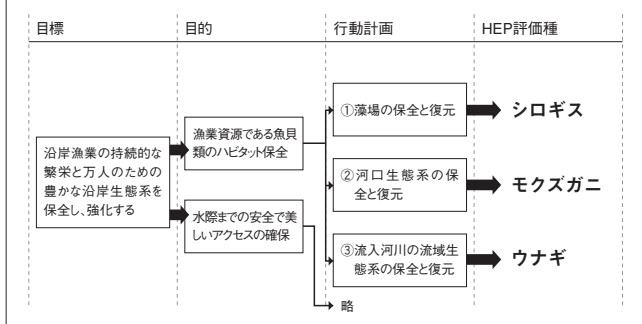 目標
目的
行動計画
HEP評価種
沿岸漁業の持続的な
繁栄と万人のための
豊かな沿岸生態系を
保全し、強化する
漁業資源である魚貝
類のハビタット保全
水際までの安全で美
しいアクセスの確保
①藻場の保全と復元
②河口生態系の保
全と復元
③流入河川の流域生
態系の保全と復元
略
シロギス
モクズガニ
ウナギ